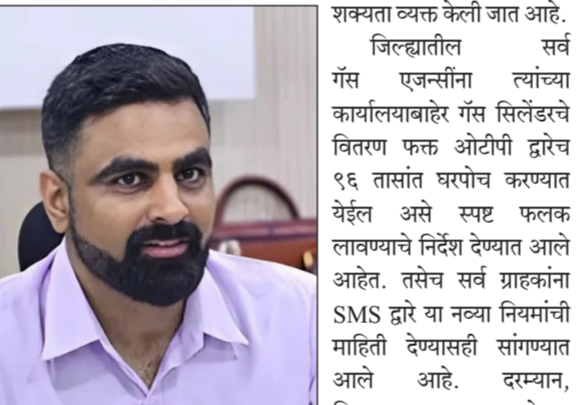 शक्यता व्यक्त केली जात आहे.
जिल्ह्यातील सर्व
गॅस एजन्सींना त्यांच्या
कार्यालयाबाहेर गॅस सिलेंडरचे
वितरण फक्त ओटीपी द्वारेच
९६ तासांत घरपोच करण्यात
येईल असे स्पष्ट फलक
लावण्याचे निर्देश देण्यात आले
आहेत. तसेच सर्व ग्राहकांना
SMS द्वारे या नव्या नियमांची
माहिती देण्यासही सांगण्यात
आले आहे. दरम्यान,